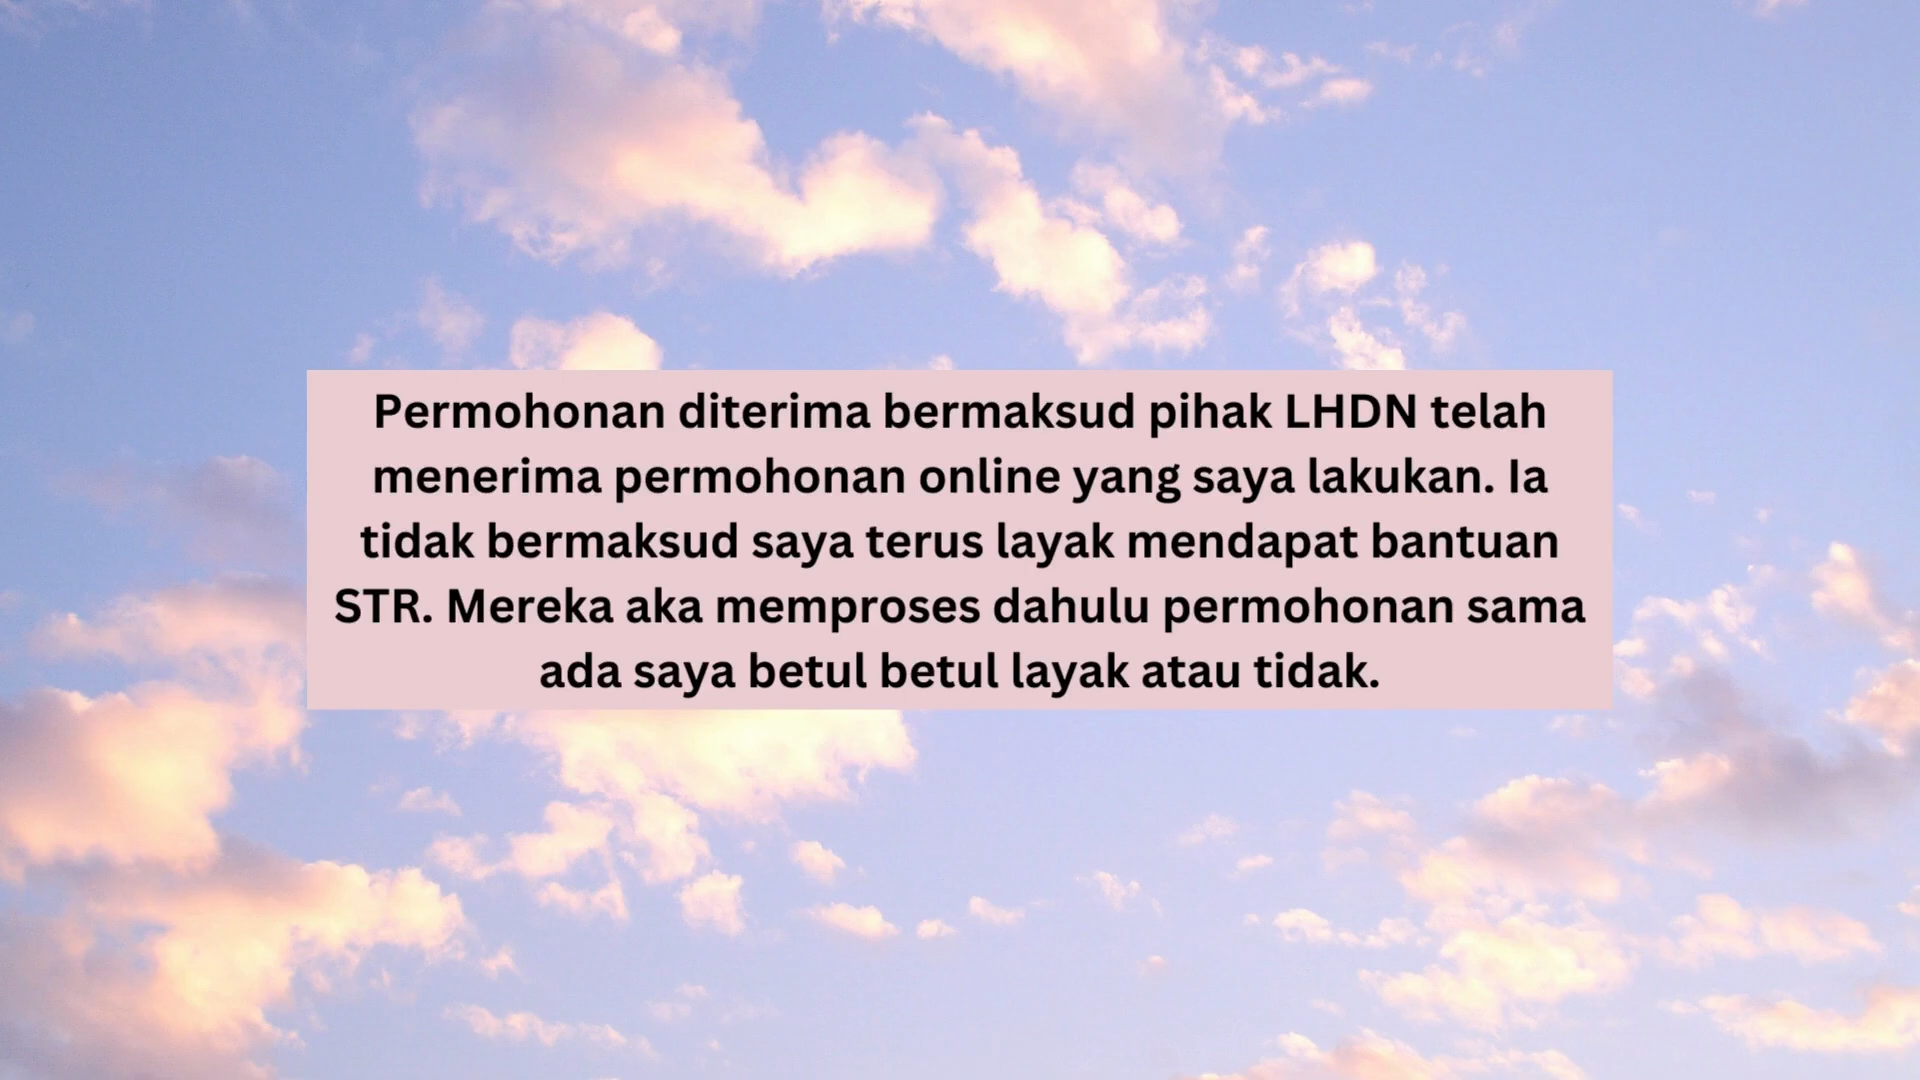 Permohonan diterima bermaksud pihak LHDN telah
menerima permohonan online yang saya lakukan. Ia
tidak bermaksud saya terus layak mendapat bantuan
STR. Mereka aka memproses dahulu permohonan sama
ada saya betul betul layak atau tidak.